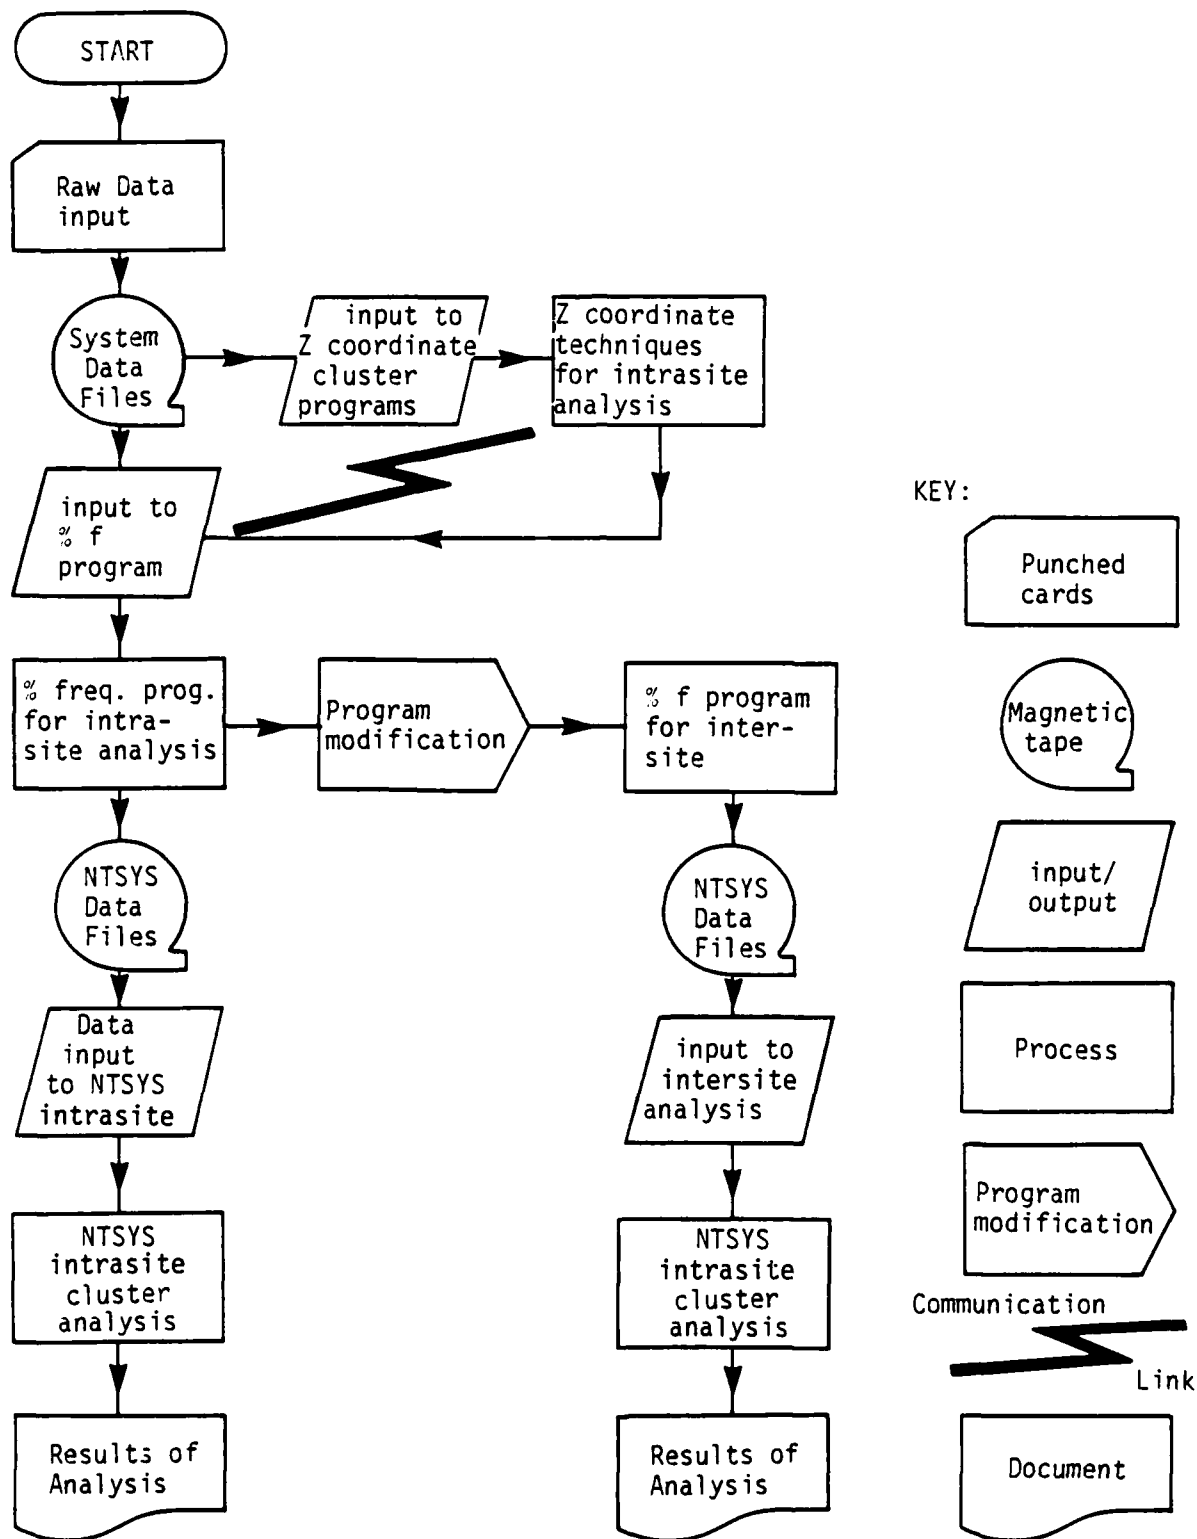 START
Raw Data
input
System
Data
Files
input to
Z coordinate
cluster
programs
Z coordinate
techniques
for intrasite
analysis
input to
% f
program
% freq. prog.
for intra-
site analysis
Program
modification
% f program
for inter-
site
NTSYS
Data
Files
NTSYS
Data
Files
Data
input
to NTSYS
intrasite
input to
intersite
analysis
NTSYS
intrasite
cluster
analysis
NTSYS
intrasite
cluster
analysis
Results of
Analysis
Results of
Analysis
KEY:
Punched
cards
Magnetic
tape
input/
output
Process
Program
modification
Communication
Link
Document